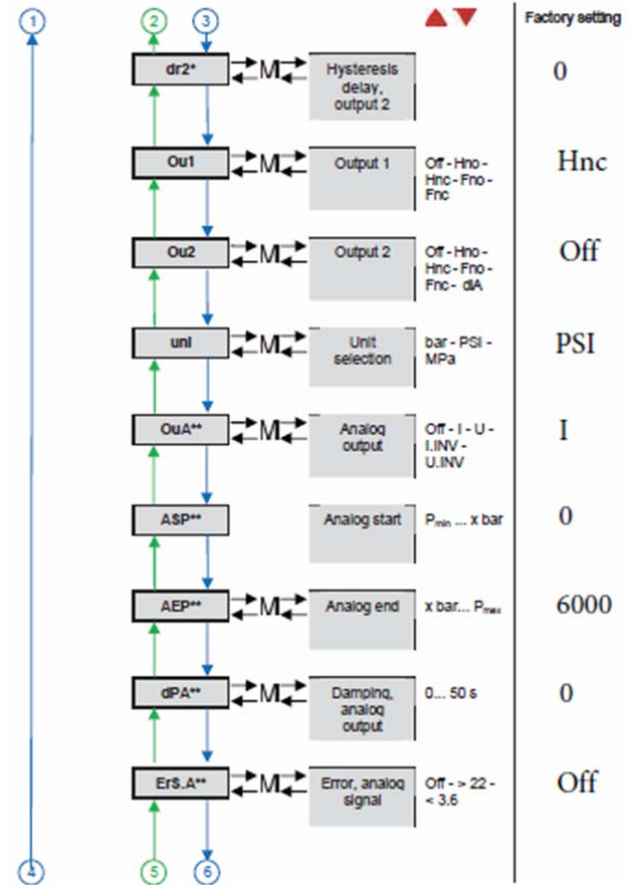 1 2 3 Factory setting
dr2* M Hysteresis 0
delay,
output 2
Ou1 M Output 1 Off - Hno - Hnc
Hnc - Fno -
Fnc
Ou2 M Output 2 Off - Hno - Off
Hnc - Fno -
Fnc - dIA
unI M Unit bar - PSI - PSI
selection MPa
OuA** M Analog Off - I - U - I
output I.INV -
U.INV
ASP** Analog start Pmin ... x bar 0
AEP** M Analog end x bar... Pmax 6000
dPA** M Damping, 0... 50 s 0
analog
output
ErS.A** M Error, analog Off - > 22 - Off
signal < 3.6
4 5 6